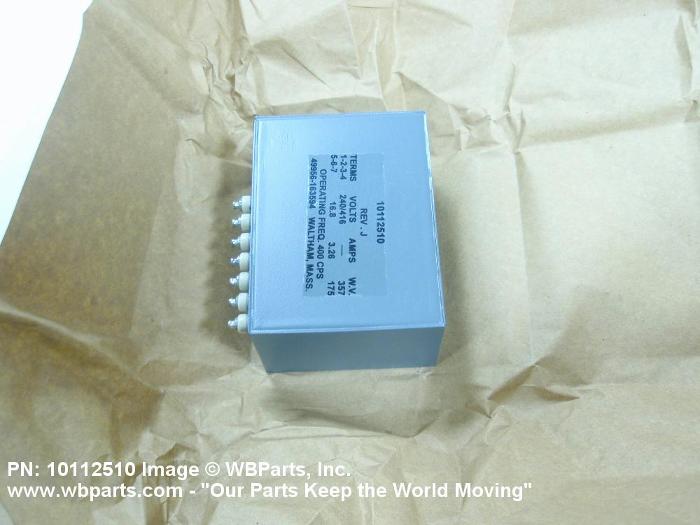 10112510
REV. J
TERMS VOLTS AMPS W.V.
1-2-3-4 240/416 — 357
5-6-7 16.8 3.26 175
OPERATING FREQ. 400 CPS
49956-163594 WALTHAM, MASS.
PN: 10112510 Image © WBParts, Inc.
www.wbparts.com - "Our Parts Keep the World Moving"